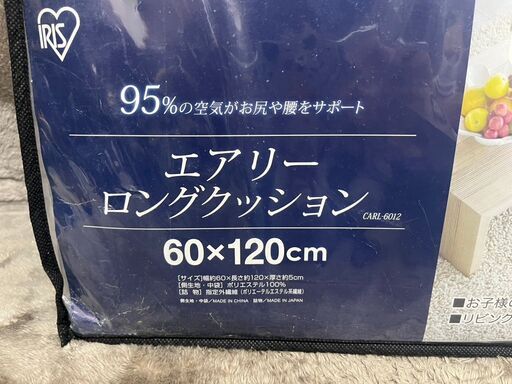 IRIS
95%の空気がお尻や腰をサポート
エアリー
ロングクッション CARL-6012
60×120cm
[サイズ]幅約60×長さ約120×厚さ約5cm
[側生地・中袋]ポリエステル100%
[詰 物]指定外繊維(ポリエーテルエステル系繊維)
側生地・中袋/MADE IN CHINA 詰物/MADE IN JAPAN
■お子様の
■リビング